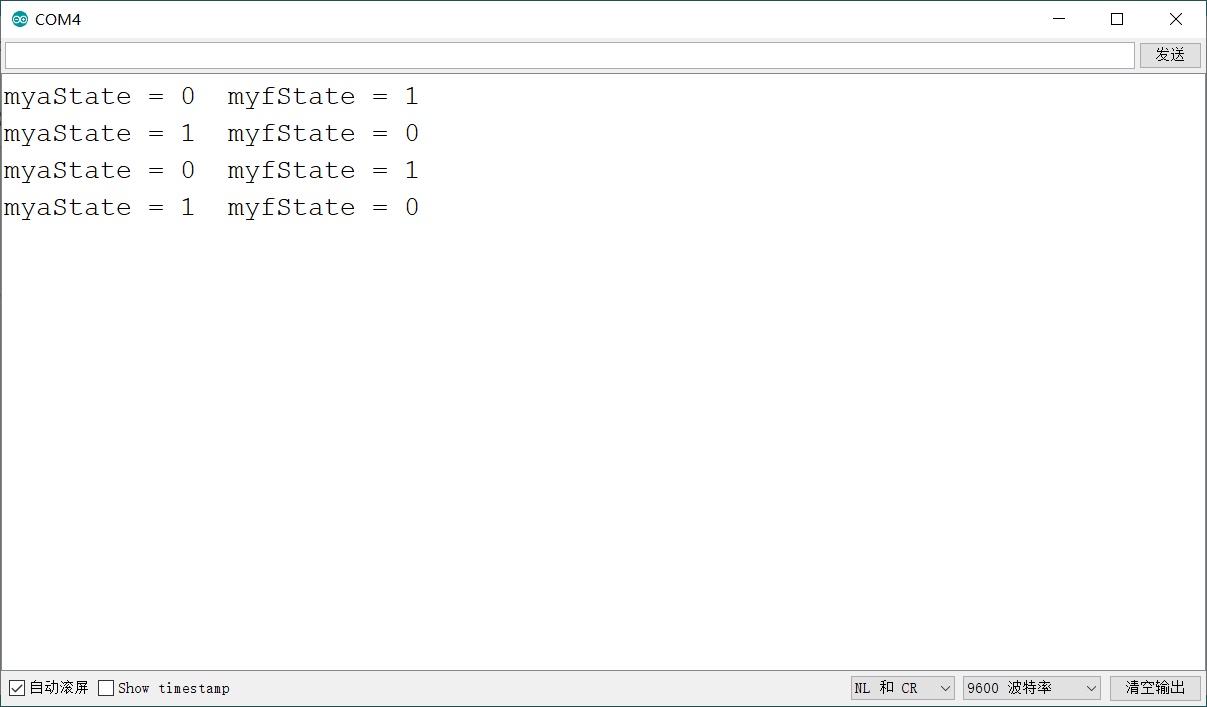 COM4
发送
myaState = 0  myfState = 1
myaState = 1  myfState = 0
myaState = 0  myfState = 1
myaState = 1  myfState = 0
自动滚屏 Show timestamp NL 和 CR 9600 波特率 清空输出